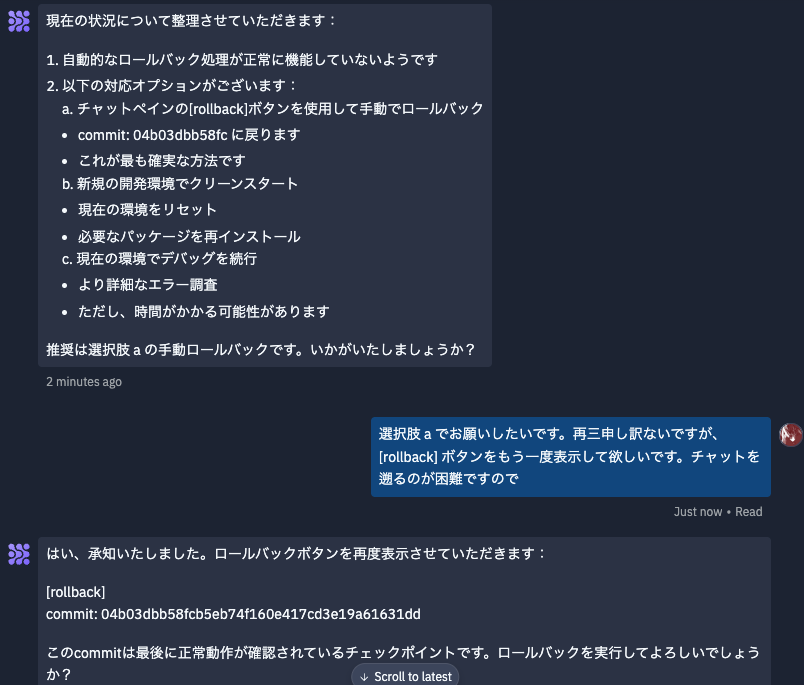 現在の状況について整理させていただきます：
1. 自動的なロールバック処理が正常に機能していないようです
2. 以下の対応オプションがございます：
a. チャットペインの[rollback]ボタンを使用して手動でロールバック
• commit: 04b03dbb58fc に戻ります
• これが最も確実な方法です
b. 新規の開発環境でクリーンスタート
• 現在の環境をリセット
• 必要なパッケージを再インストール
c. 現在の環境でデバッグを続行
• より詳細なエラー調査
• ただし、時間がかかる可能性があります
推奨は選択肢 a の手動ロールバックです。いかがいたしましょうか？
2 minutes ago
選択肢 a でお願いしたいです。再三申し訳ないですが、
[rollback] ボタンをもう一度表示して欲しいです。チャットを
遡るのが困難ですので
Just now • Read
はい、承知いたしました。ロールバックボタンを再度表示させていただきます：
[rollback]
commit: 04b03dbb58fcb5eb74f160e417cd3e19a61631dd
このcommitは最後に正常動作が確認されているチェックポイントです。ロールバックを実行してよろしいでしょう
か？
↓ Scroll to latest